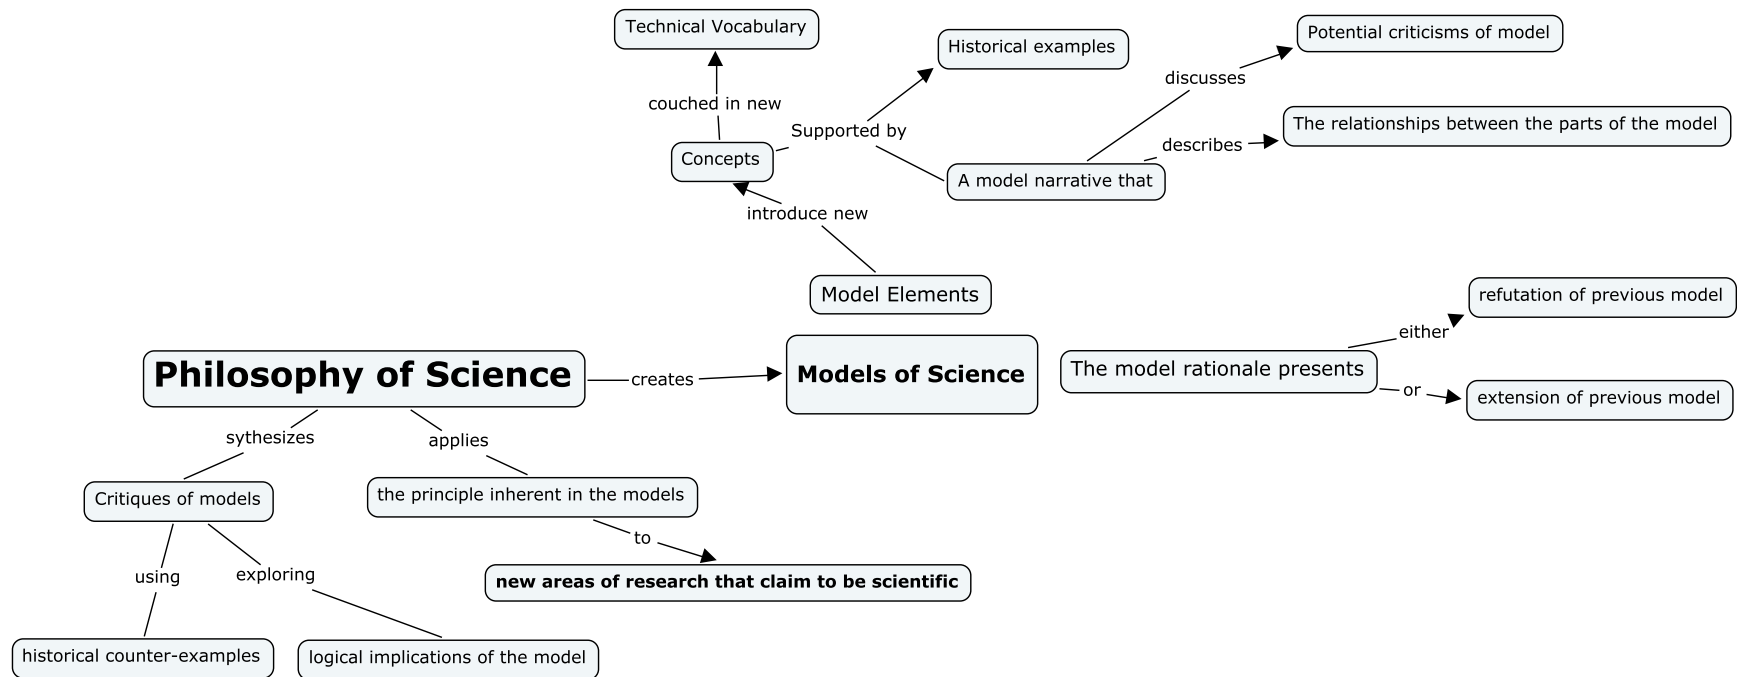 Technical Vocabulary
Historical examples
Potential criticisms of model
discusses
couched in new
Supported by
The relationships between the parts of the model
describes
Concepts
A model narrative that
introduce new
Model Elements
refutation of previous model
either
Philosophy of Science
creates
Models of Science
The model rationale presents
or
extension of previous model
sythesizes
applies
Critiques of models
the principle inherent in the models
to
using
exploring
new areas of research that claim to be scientific
historical counter-examples
logical implications of the model